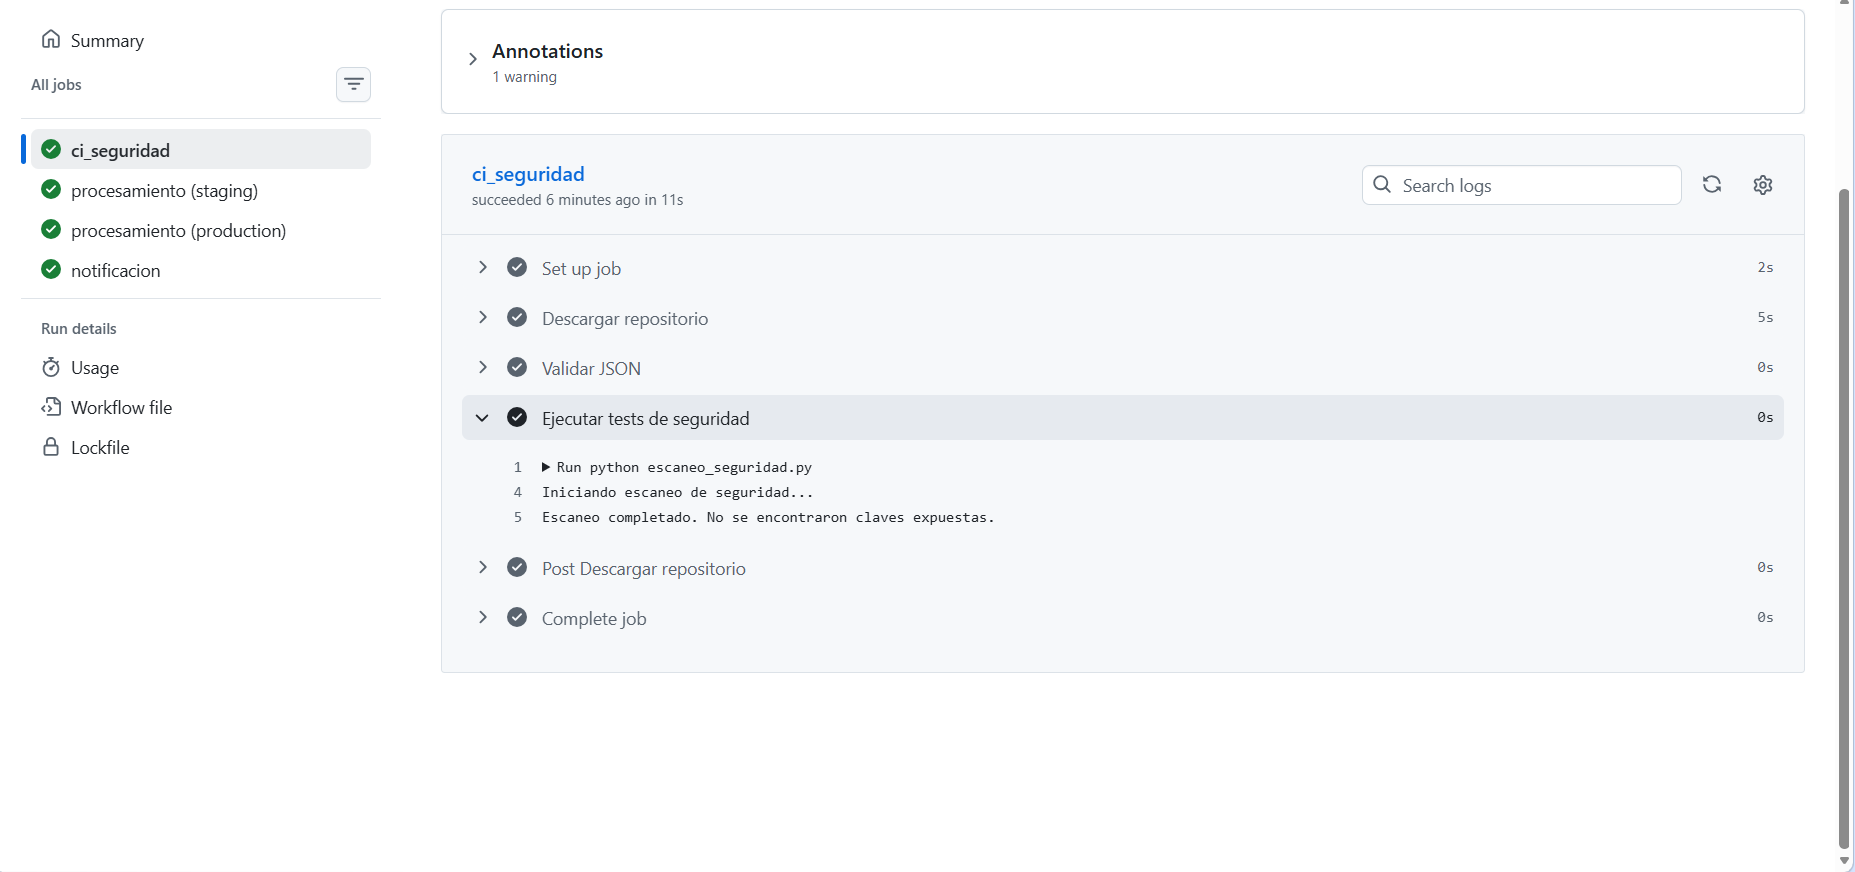 Summary
All jobs
ci_seguridad
procesamiento (staging)
procesamiento (production)
notificacion
Run details
Usage
Workflow file
Lockfile
Annotations
1 warning
ci_seguridad
succeeded 6 minutes ago in 11s
Search logs
Set up job 2s
Descargar repositorio 5s
Validar JSON 0s
Ejecutar tests de seguridad 0s
1 Run python escaneo_seguridad.py
4 Iniciando escaneo de seguridad...
5 Escaneo completado. No se encontraron claves expuestas.
Post Descargar repositorio 0s
Complete job 0s